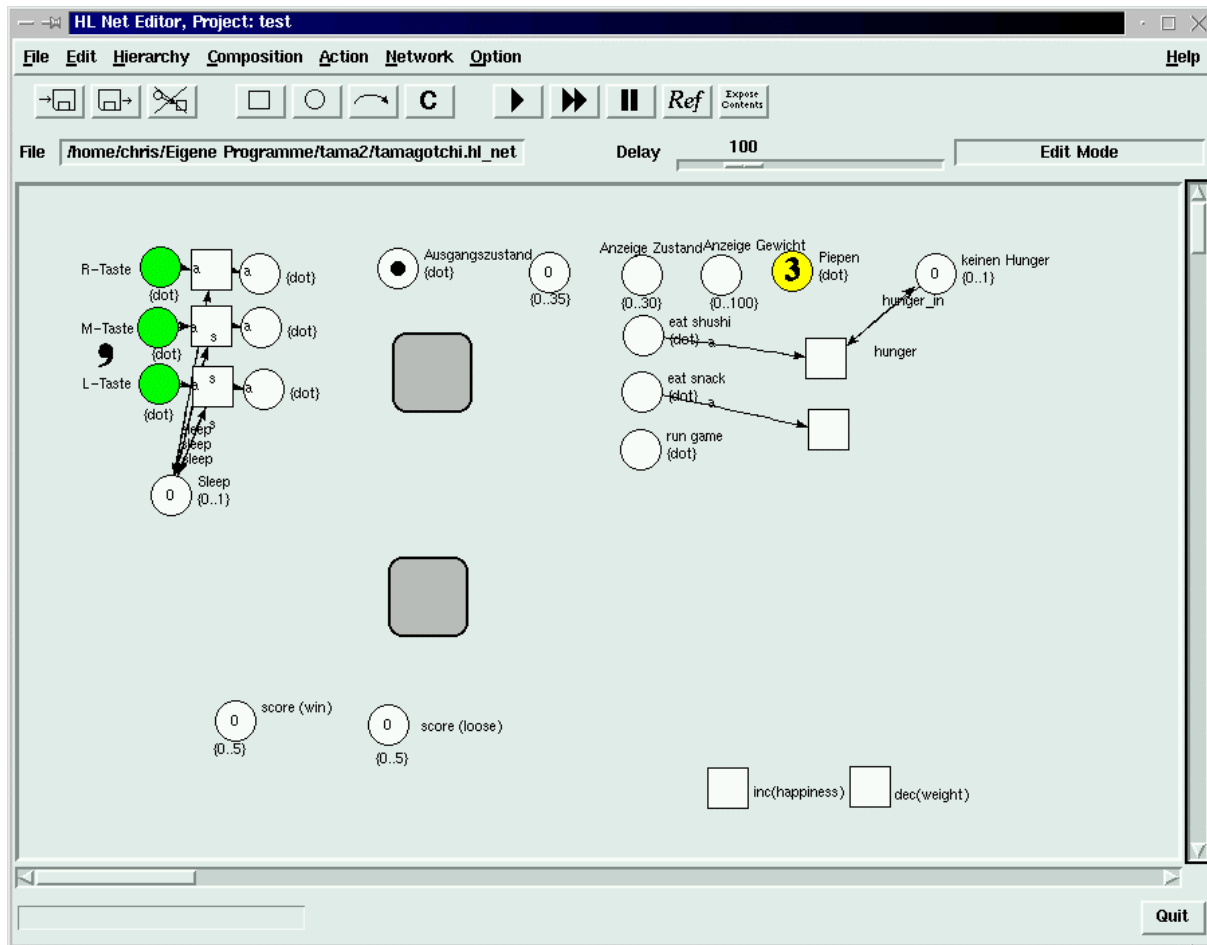 HL Net Editor, Project: test
File Edit Hierarchy Composition Action Network Option Help
C Ref Expose Contents
File /home/chris/Eigene Programme/tama2/tamagotchi.hl_net Delay 100 Edit Mode
R-Taste
a
a
{dot}
{dot}
M-Taste
a
s
a
{dot}
{dot}
,
L-Taste
a
s
a
{dot}
{dot}
s
sleep
sleep
sleep
0
Sleep
{0..1}
Ausgangszustand
{dot}
0
{0..35}
Anzeige Zustand
{0..30}
Anzeige Gewicht
{0..100}
3
Piepen
{dot}
0
keinen Hunger
{0..1}
hunger_in
hunger
eat shushi
{dot}
a
eat snack
{dot}
a
run game
{dot}
0
score (win)
{0..5}
0
score (loose)
{0..5}
inc(happiness)
dec(weight)
Quit